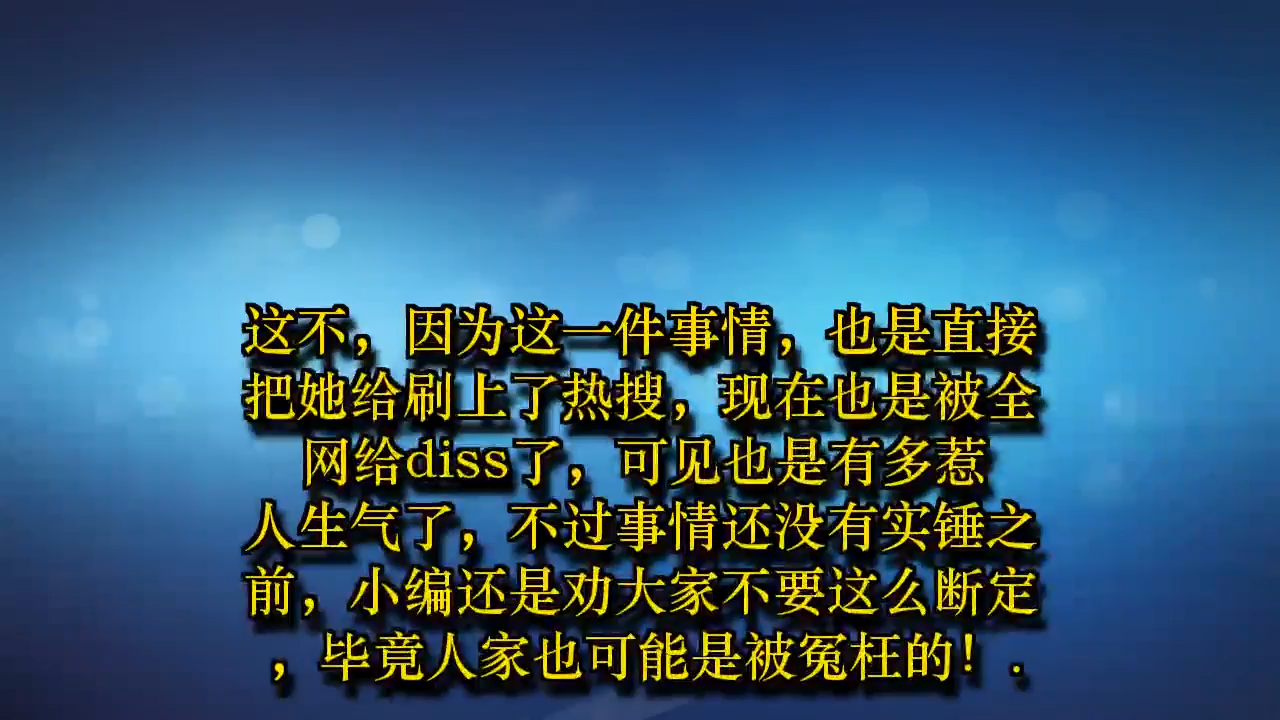 这不，因为这一件事情，也是直接
把她给刷上了热搜，现在也是被全
网给diss了，可见也是有多惹
人生气了，不过事情还没有实锤之
前，小编还是劝大家不要这么断定
，毕竟人家也可能是被冤枉的！.